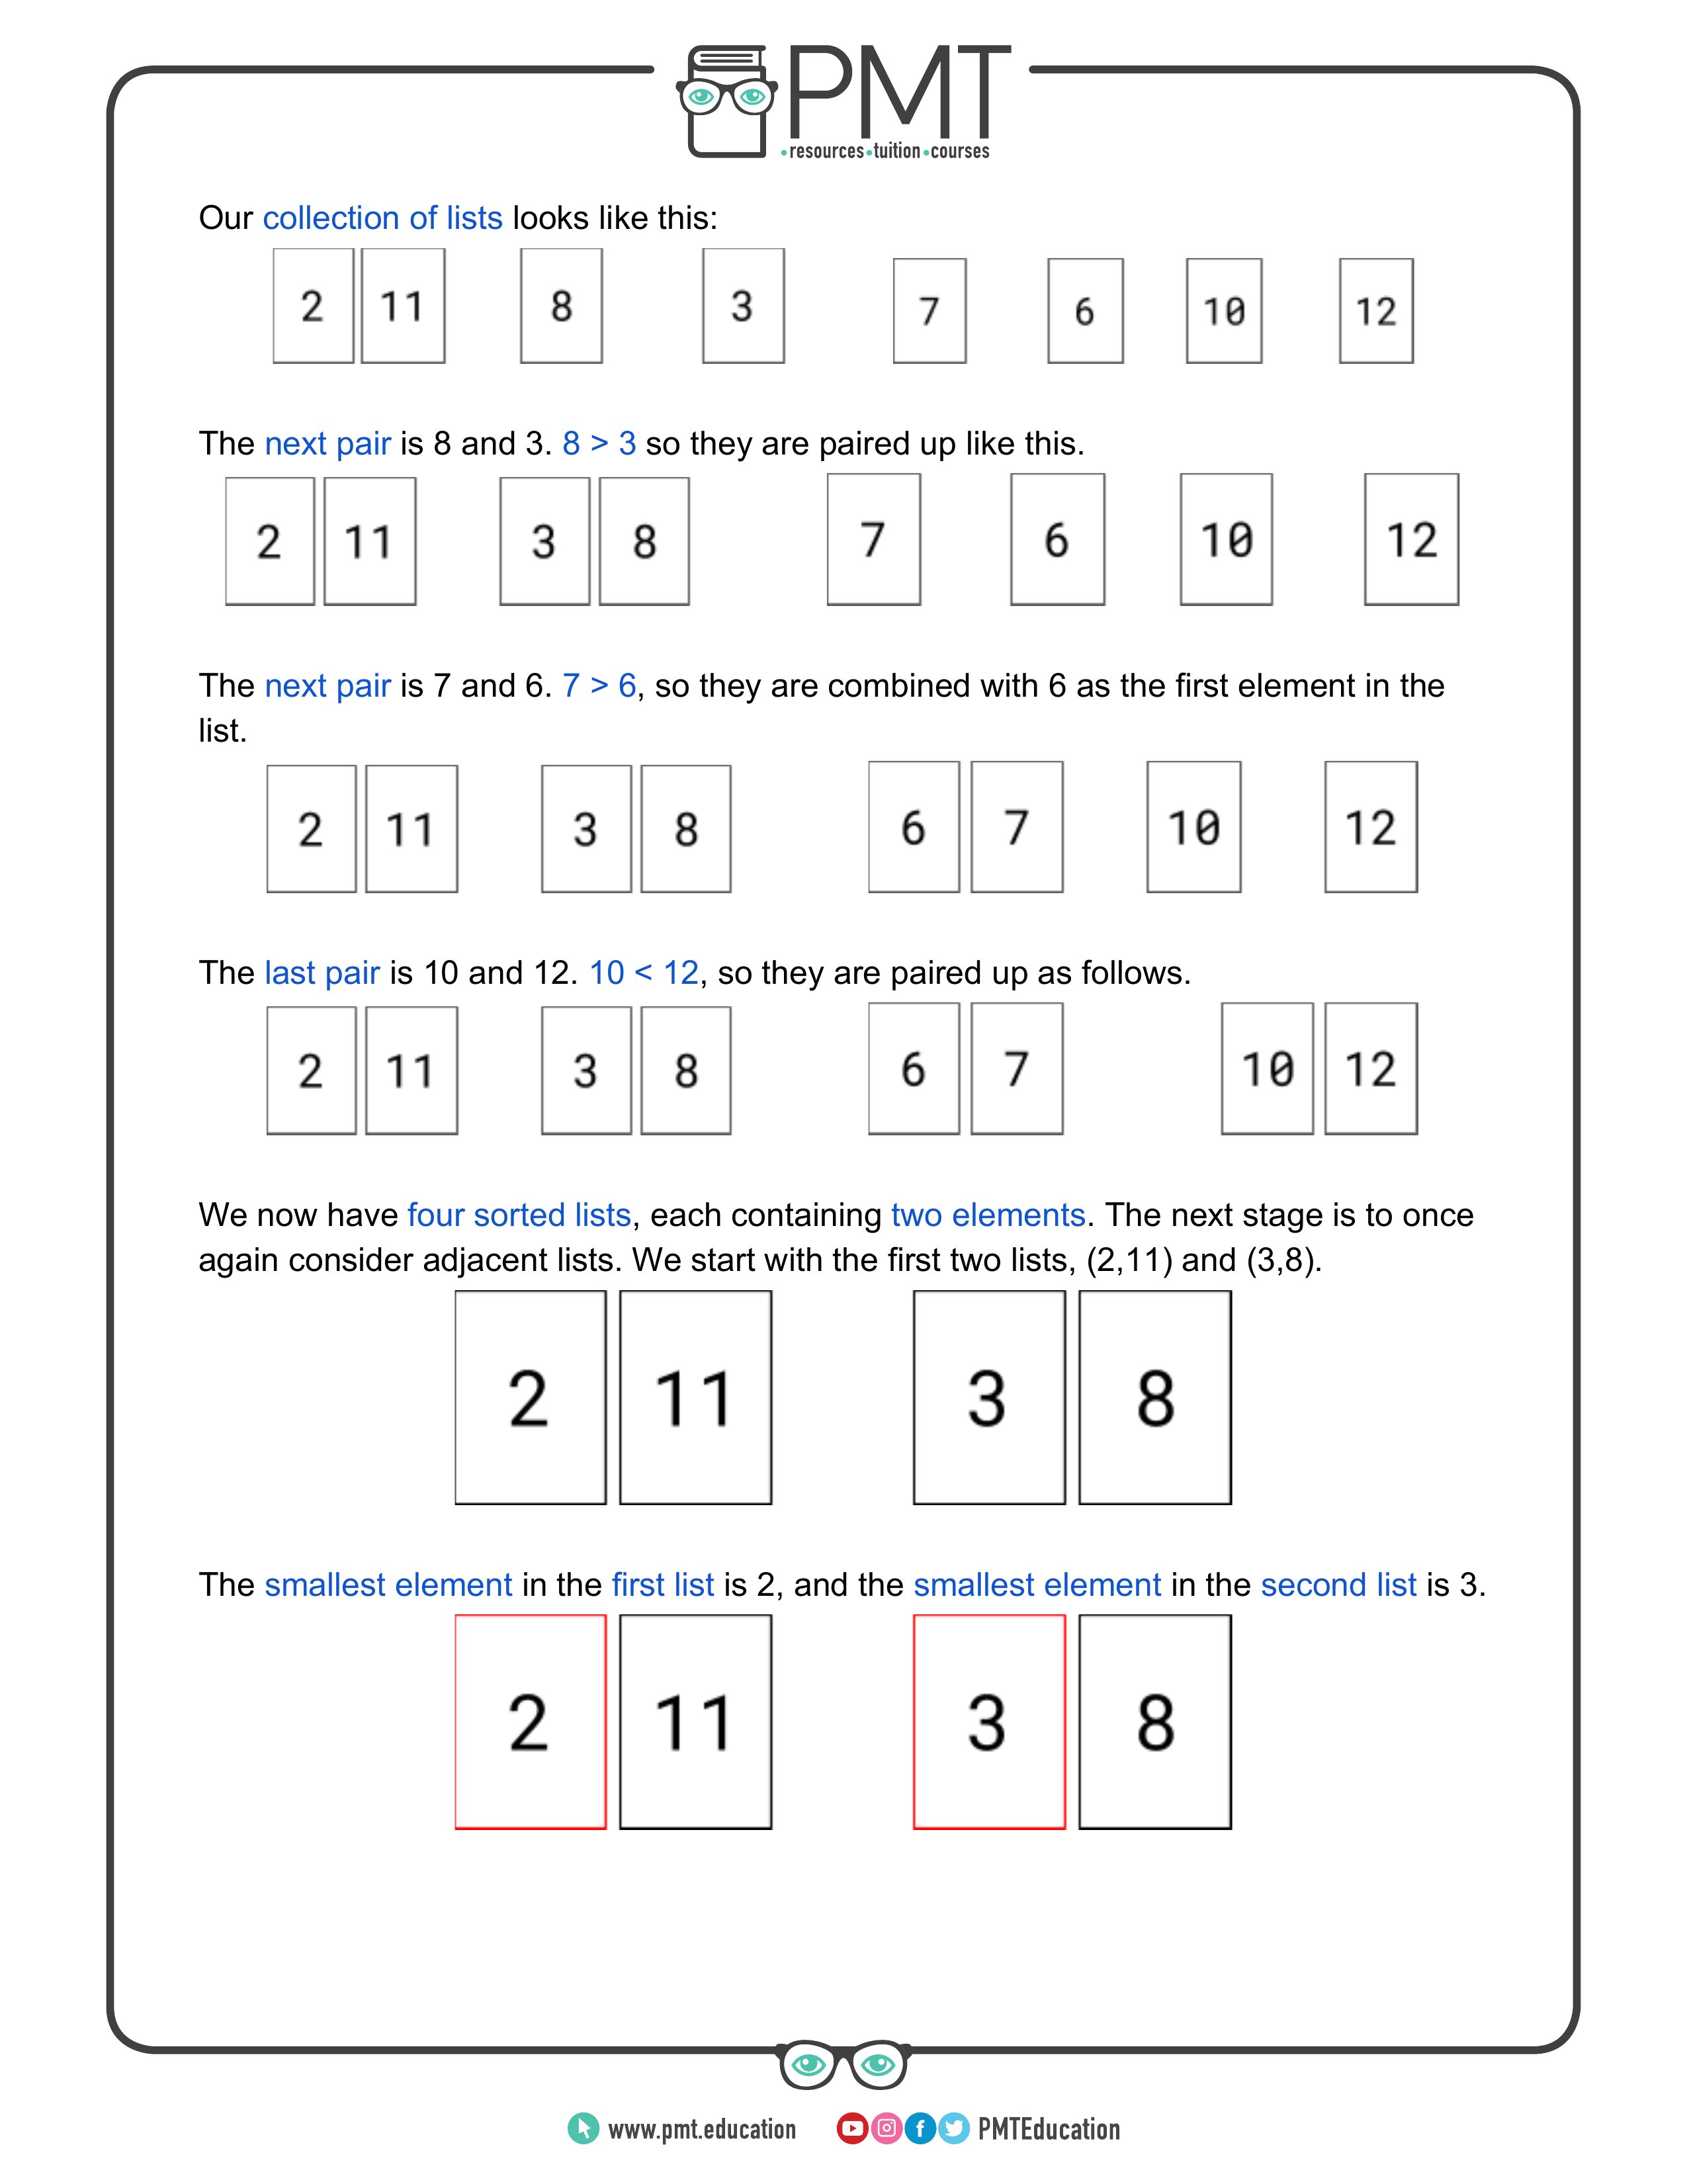 PMT
•resources•tuition•courses
Our collection of lists looks like this:
2 11 8 3 7 6 10 12
The next pair is 8 and 3. 8 > 3 so they are paired up like this.
2 11 3 8 7 6 10 12
The next pair is 7 and 6. 7 > 6, so they are combined with 6 as the first element in the
list.
2 11 3 8 6 7 10 12
The last pair is 10 and 12. 10 < 12, so they are paired up as follows.
2 11 3 8 6 7 10 12
We now have four sorted lists, each containing two elements. The next stage is to once
again consider adjacent lists. We start with the first two lists, (2,11) and (3,8).
2 11 3 8
The smallest element in the first list is 2, and the smallest element in the second list is 3.
2 11 3 8
www.pmt.education PMTEducation